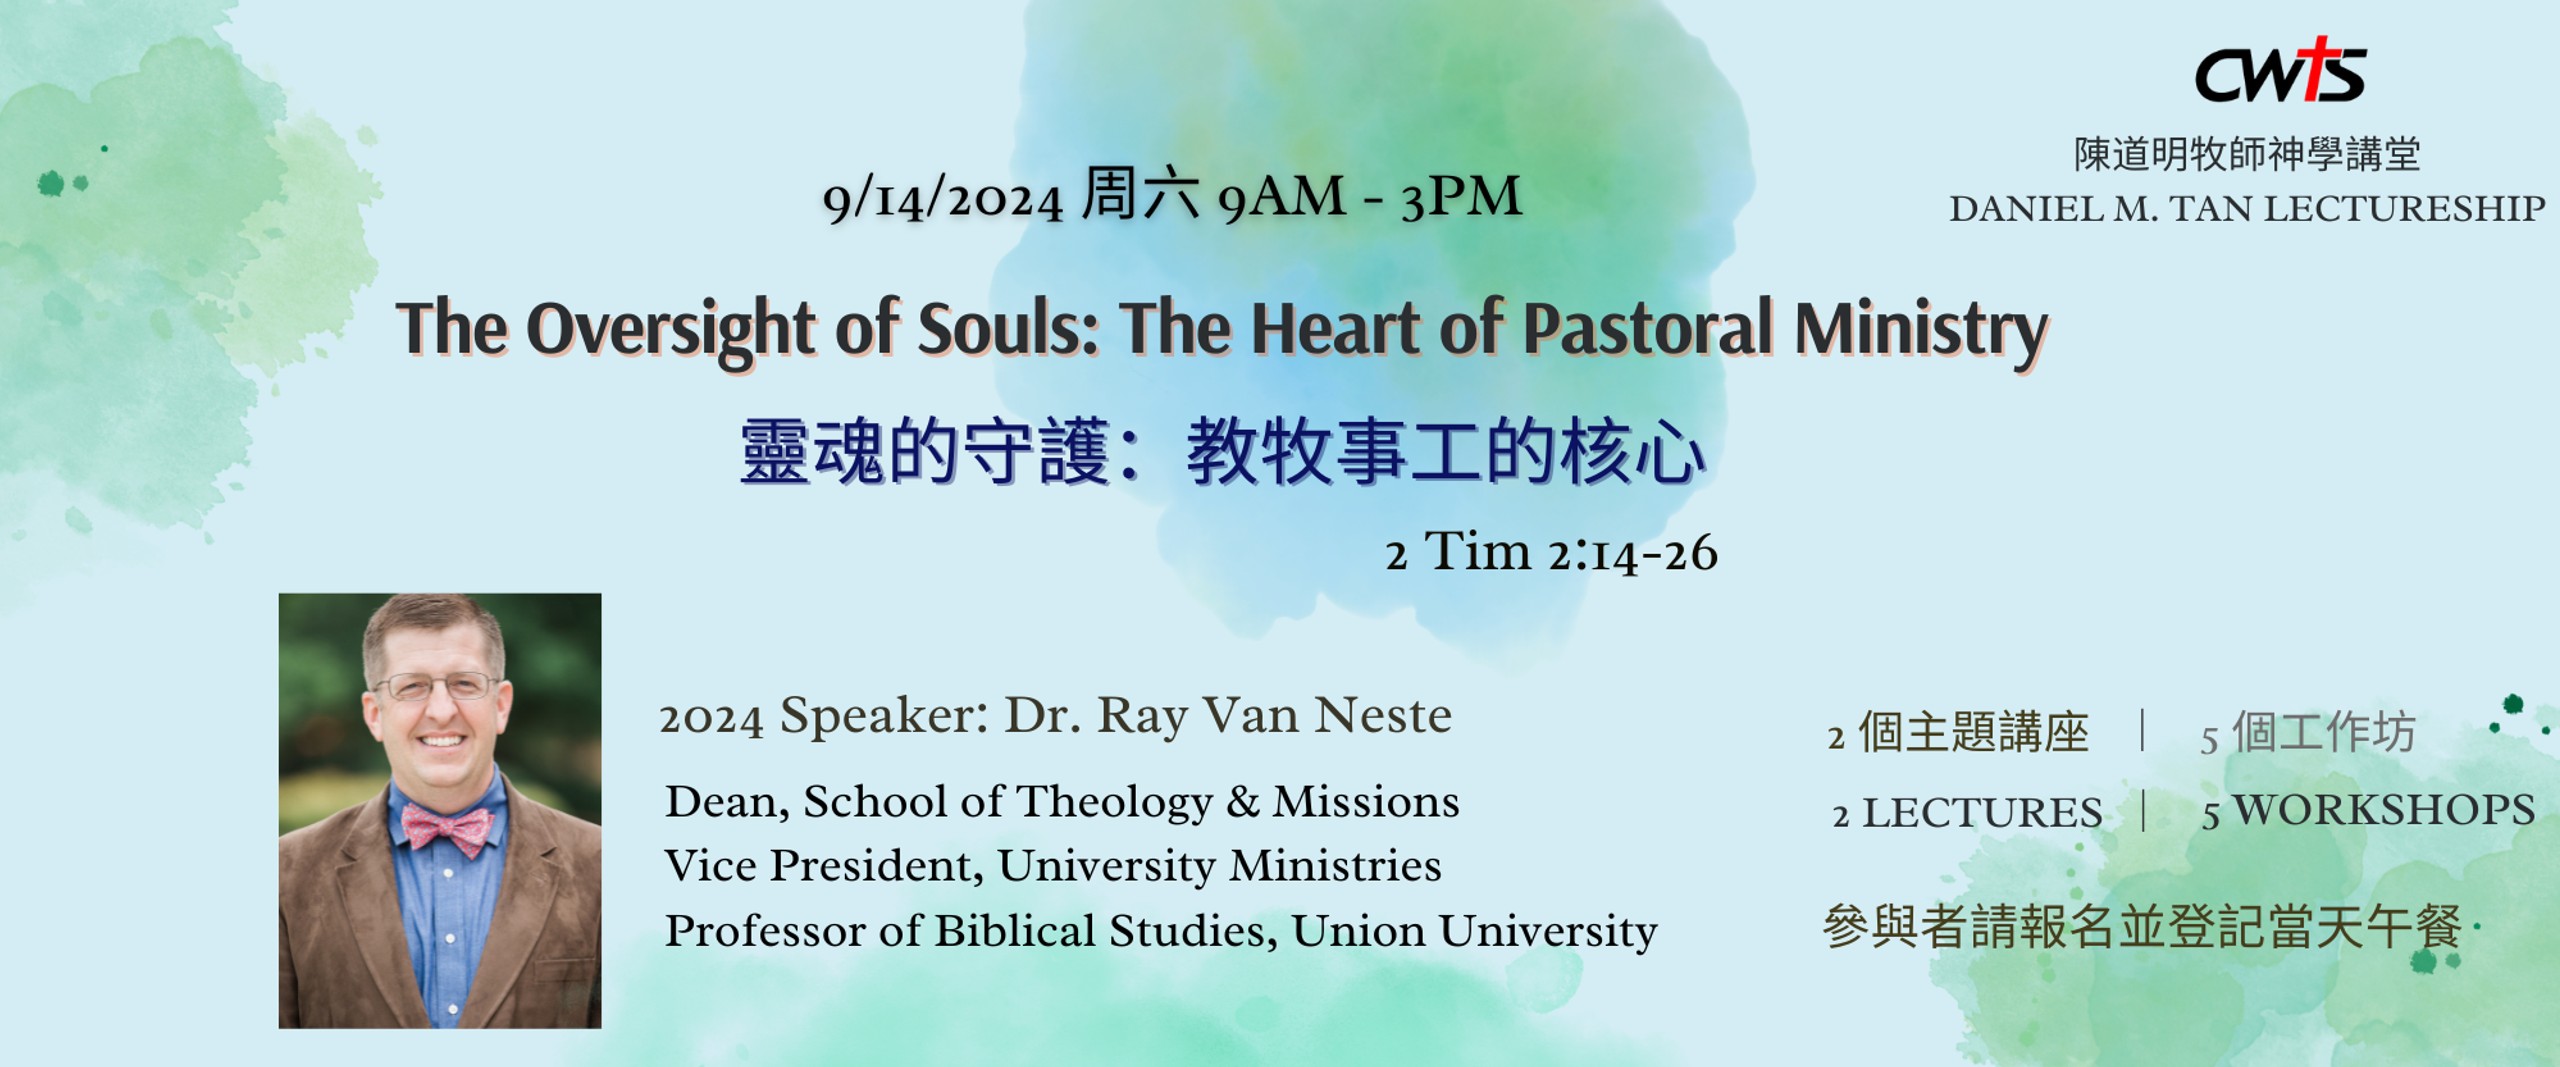 CWTS
陳道明牧師神學講堂
DANIEL M. TAN LECTURESHIP
9/14/2024 周六 9AM - 3PM
The Oversight of Souls: The Heart of Pastoral Ministry
靈魂的守護：教牧事工的核心
2 Tim 2:14-26
2024 Speaker: Dr. Ray Van Neste
Dean, School of Theology & Missions
Vice President, University Ministries
Professor of Biblical Studies, Union University
2 個主題講座 | 5 個工作坊
2 LECTURES | 5 WORKSHOPS
參與者請報名並登記當天午餐